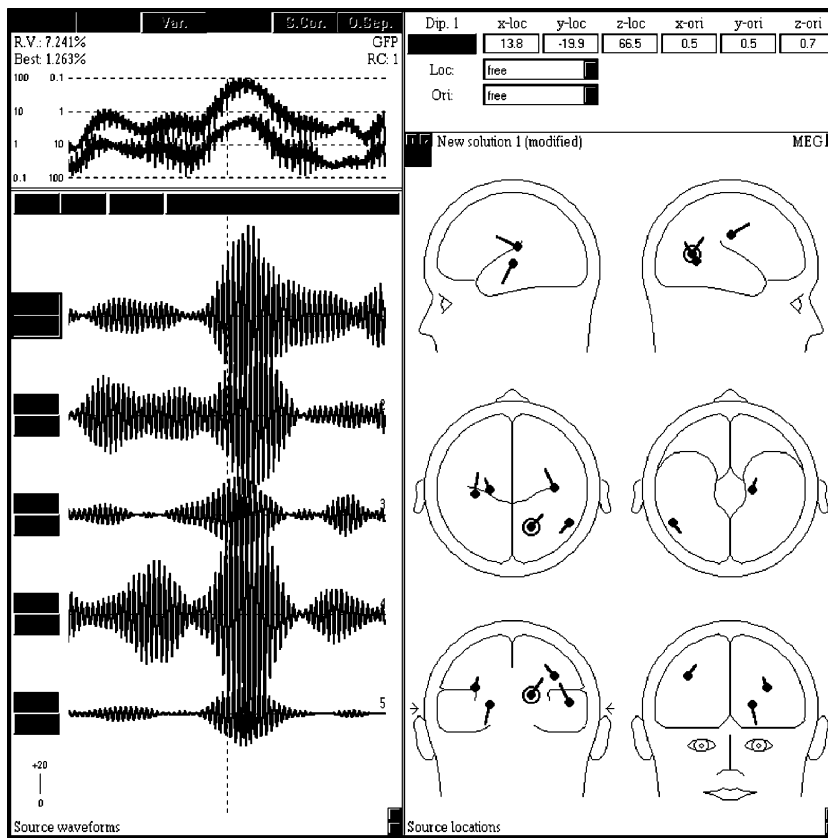 Var. S.Cor. O.Sep.
R.V.: 7.241% GFP
Best: 1.263% RC: 1
100 0.1
10 1
1 10
0.1 100
3
5
+20
0
Source waveforms
Dip. 1 x-loc y-loc z-loc x-ori y-ori z-ori
13.8 -19.9 66.5 0.5 0.5 0.7
Loc: free
Ori: free
New solution 1 (modified) MEG
Source locations